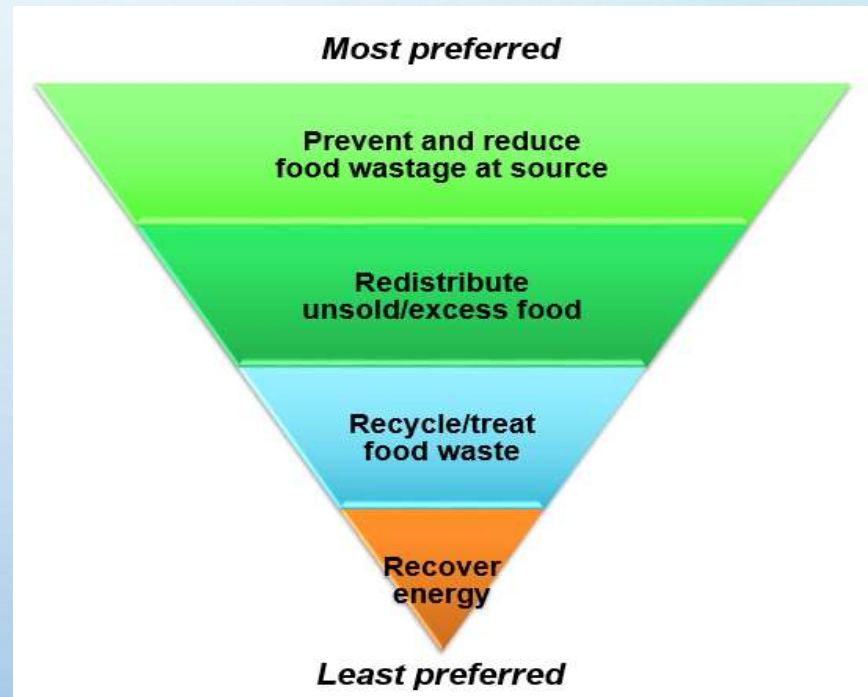 Most preferred
Prevent and reduce
food wastage at source
Redistribute
unsold/excess food
Recycle/treat
food waste
Recover
energy
Least preferred